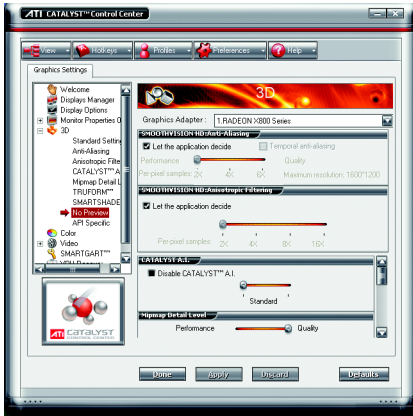 ATI CATALYST™ Control Center
View Hotkeys Profiles Preferences Help
Graphics Settings
Welcome
Displays Manager
Display Options
Monitor Properties 0
3D
Standard Setting
Anti-Aliasing
Anisotropic Filte
CATALYST™ A
Mipmap Detail L
TRUFORM™
SMARTSHADE
No Preview
API Specific
Color
Video
SMARTGART™
VPU Recover
ATI CATALYST
CONTROL CENTER
3D
Graphics Adapter : 1.RADEON X800 Series
SMOOTHVISION HD:Anti-Aliasing
Let the application decide Temporal anti-aliasing
Performance Quality
Per-pixel samples: 2X 4X 6X Maximum resolution: 1600*1200
SMOOTHVISION HD:Anisotropic Filtering
Let the application decide
Per-pixel samples: 2X 4X 8X 16X
CATALYST A.I.
Disable CATALYST™ A.I.
Standard
Mipmap Detail Level
Performance Quality
Done Apply Discard Defaults